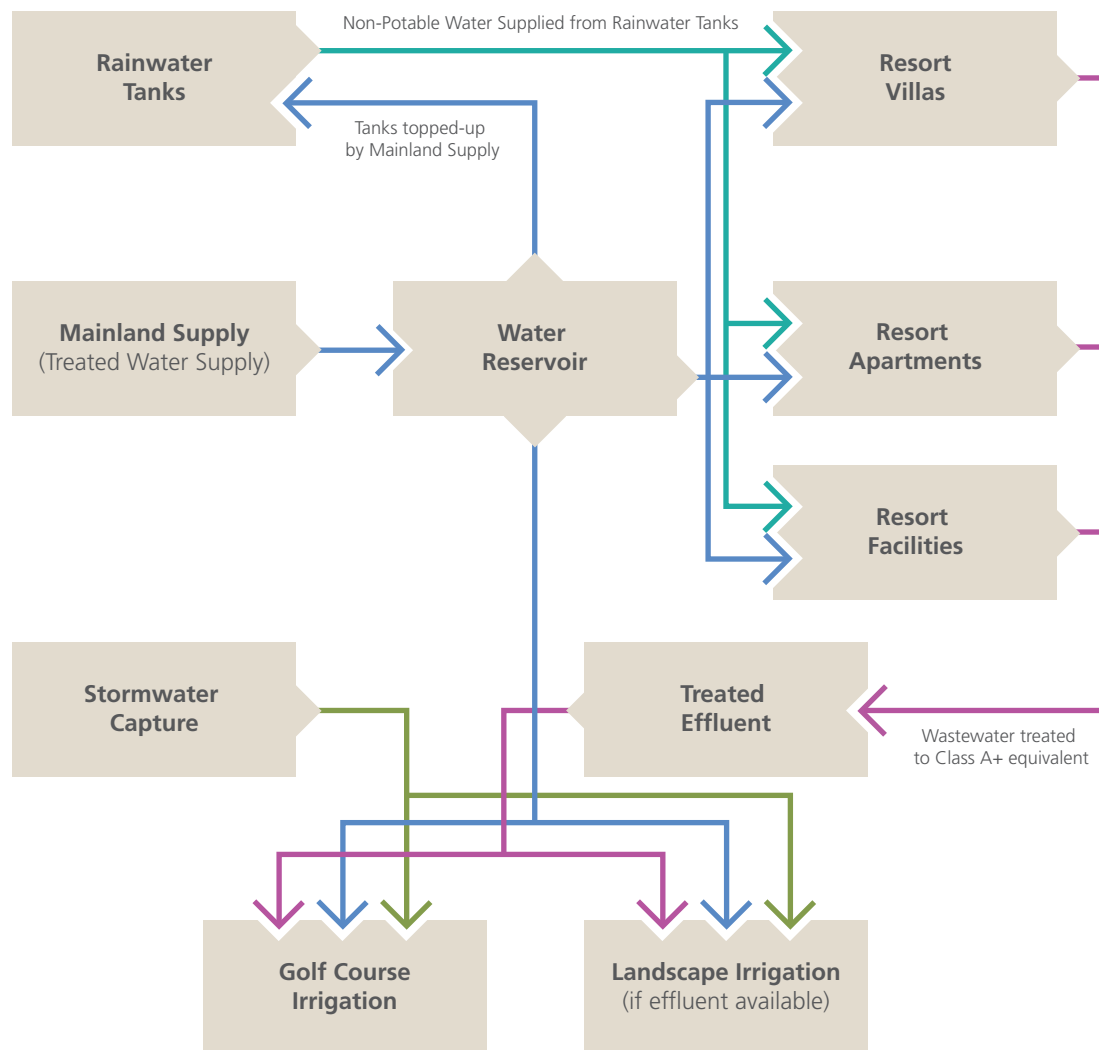 Non-Potable Water Supplied from Rainwater Tanks
Rainwater
Tanks
Resort
Villas
Tanks topped-up
by Mainland Supply
Mainland Supply
(Treated Water Supply)
Water
Reservoir
Resort
Apartments
Resort
Facilities
Stormwater
Capture
Treated
Effluent
Wastewater treated
to Class A+ equivalent
Golf Course
Irrigation
Landscape Irrigation
(if effluent available)